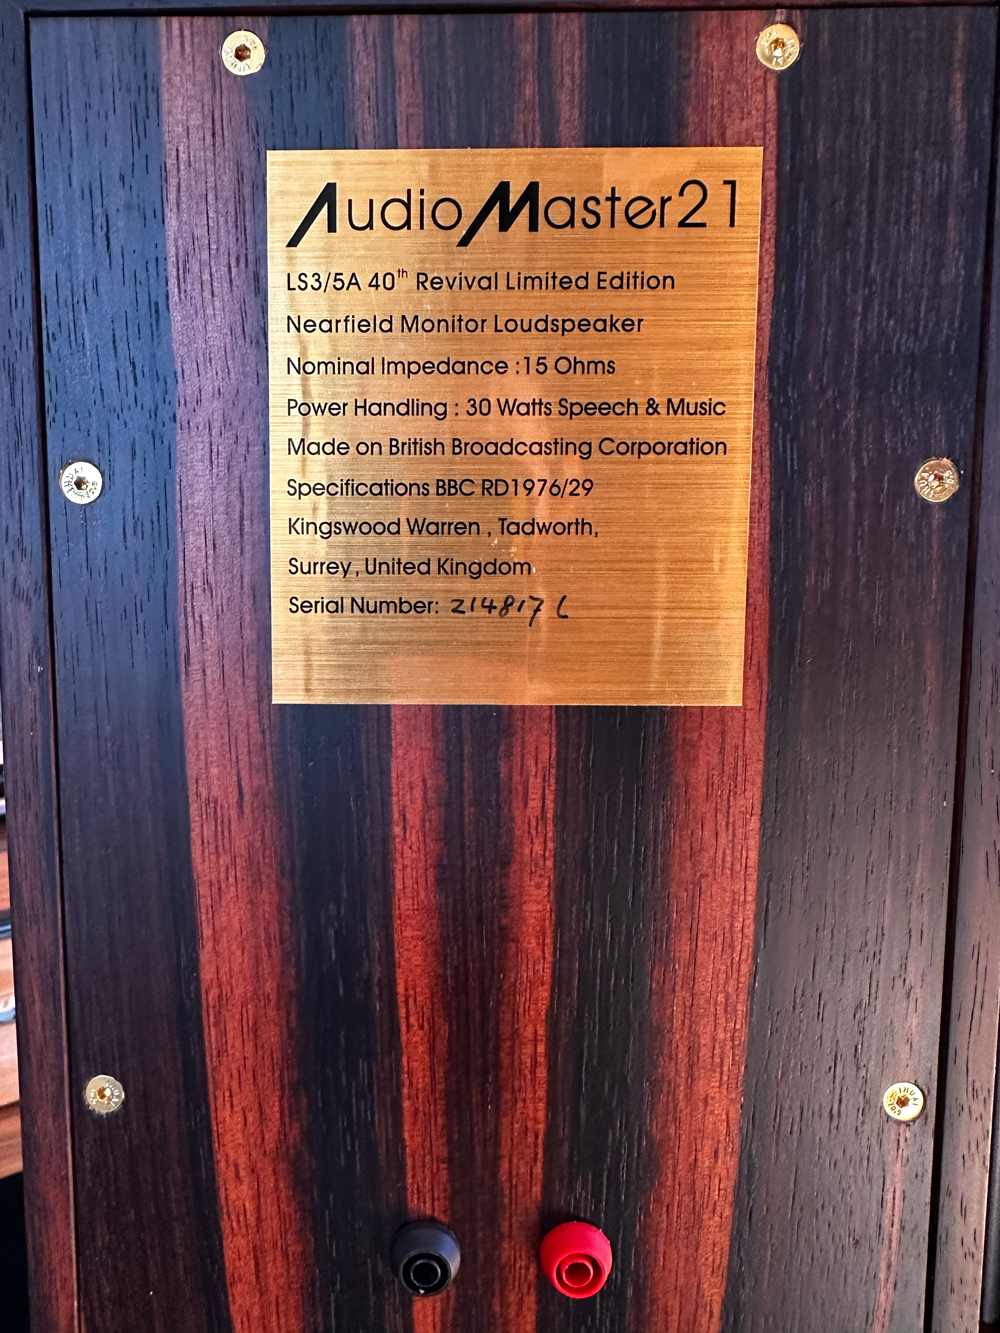 AudioMaster21
LS3/5A 40th Revival Limited Edition
Nearfield Monitor Loudspeaker
Nominal Impedance :15 Ohms
Power Handling : 30 Watts Speech & Music
Made on British Broadcasting Corporation
Specifications BBC RD1976/29
Kingswood Warren , Tadworth,
Surrey, United Kingdom
Serial Number: 214817 L